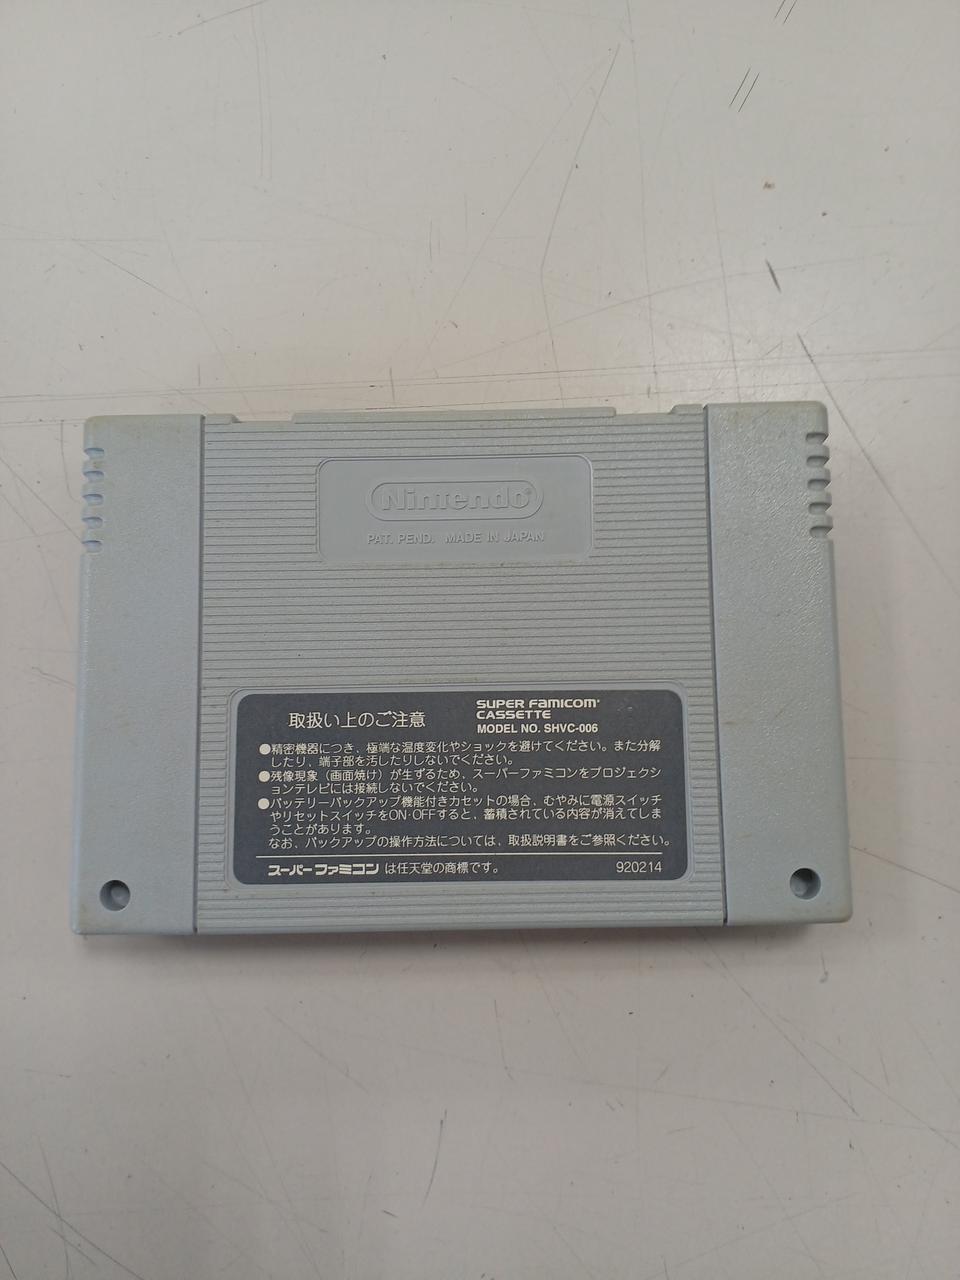 Nintendo®
PAT. PEND. MADE IN JAPAN
取扱い上のご注意
SUPER FAMICOM
CASSETTE
MODEL NO. SHVC-006
●精密機器につき、極端な温度変化やショックを避けてください。また分解
したり、端子部を汚したりしないでください。
●残像現象（画面焼け）が生ずるため、スーパーファミコンをプロジェクシ
ョンテレビには接続しないでください。
●バッテリーバックアップ機能付きカセットの場合、むやみに電源スイッチ
やリセットスイッチをON・OFFすると、蓄積されている内容が消えてしま
うことがあります。
なお、バックアップの操作方法については、取扱説明書をご参照ください。
スーパーファミコン は任天堂の商標です。 920214